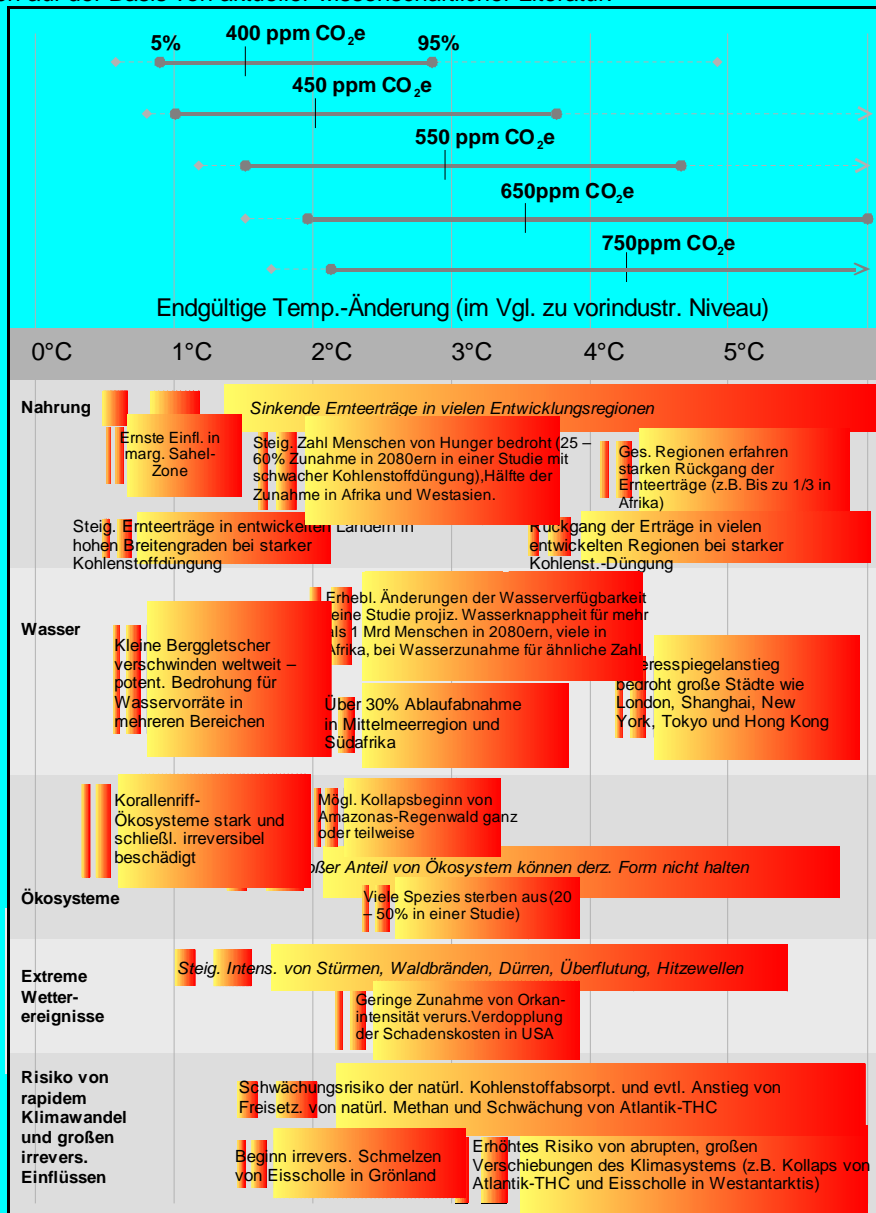 auf der Basis von aktueller wissenschaftlicher Literatur.
400 ppm CO₂e
5%
95%
450 ppm CO₂e
550 ppm CO₂e
650ppm CO₂e
750ppm CO₂e
Endgültige Temp.-Änderung (im Vgl. zu vorindustr. Niveau)
0°C 1°C 2°C 3°C 4°C 5°C
Nahrung
Sinkende Ernteerträge in vielen Entwicklungsregionen
Ernste Einfl. in
marg. Sahel-
Zone
Steig. Zahl Menschen von Hunger bedroht (25 –
60% Zunahme in 2080ern in einer Studie mit
schwacher Kohlenstoffdüngung),Hälfte der
Zunahme in Afrika und Westasien.
Ges. Regionen erfahren
starken Rückgang der
Ernteerträge (z.B. Bis zu 1/3 in
Afrika)
Steig. Ernteerträge in entwickelten Ländern in
hohen Breitengraden bei starker
Kohlenstoffdüngung
Rückgang der Erträge in vielen
entwickelten Regionen bei starker
Kohlenst.-Düngung
Wasser
Kleine Berggletscher
verschwinden weltweit –
potent. Bedrohung für
Wasservorräte in
mehreren Bereichen
Erhebl. Änderungen der Wasserverfügbarkeit
eine Studie projiz. Wasserknappheit für mehr
als 1 Mrd Menschen in 2080ern, viele in
Afrika, bei Wasserzunahme für ähnliche Zahl
Über 30% Ablaufabnahme
in Mittelmeerregion und
Südafrika
eresspiegelanstieg
bedroht große Städte wie
London, Shanghai, New
York, Tokyo und Hong Kong
Ökosysteme
Korallenriff-
Ökosysteme stark und
schließl. irreversibel
beschädigt
Mögl. Kollapsbeginn von
Amazonas-Regenwald ganz
oder teilweise
oßer Anteil von Ökosystem können derz. Form nicht halten
Viele Spezies sterben aus(20
– 50% in einer Studie)
Extreme
Wetter-
ereignisse
Steig. Intens. von Stürmen, Waldbränden, Dürren, Überflutung, Hitzewellen
Geringe Zunahme von Orkan-
intensität verurs.Verdopplung
der Schadenskosten in USA
Risiko von
rapidem
Klimawandel
und großen
irrevers.
Einflüssen
Schwächungsrisiko der natürl. Kohlenstoffabsorpt. und evtl. Anstieg von
Freisetz. von natürl. Methan und Schwächung von Atlantik-THC
Beginn irrevers. Schmelzen
von Eisscholle in Grönland
Erhöhtes Risiko von abrupten, großen
Verschiebungen des Klimasystems (z.B. Kollaps von
Atlantik-THC und Eisscholle in Westantarktis)